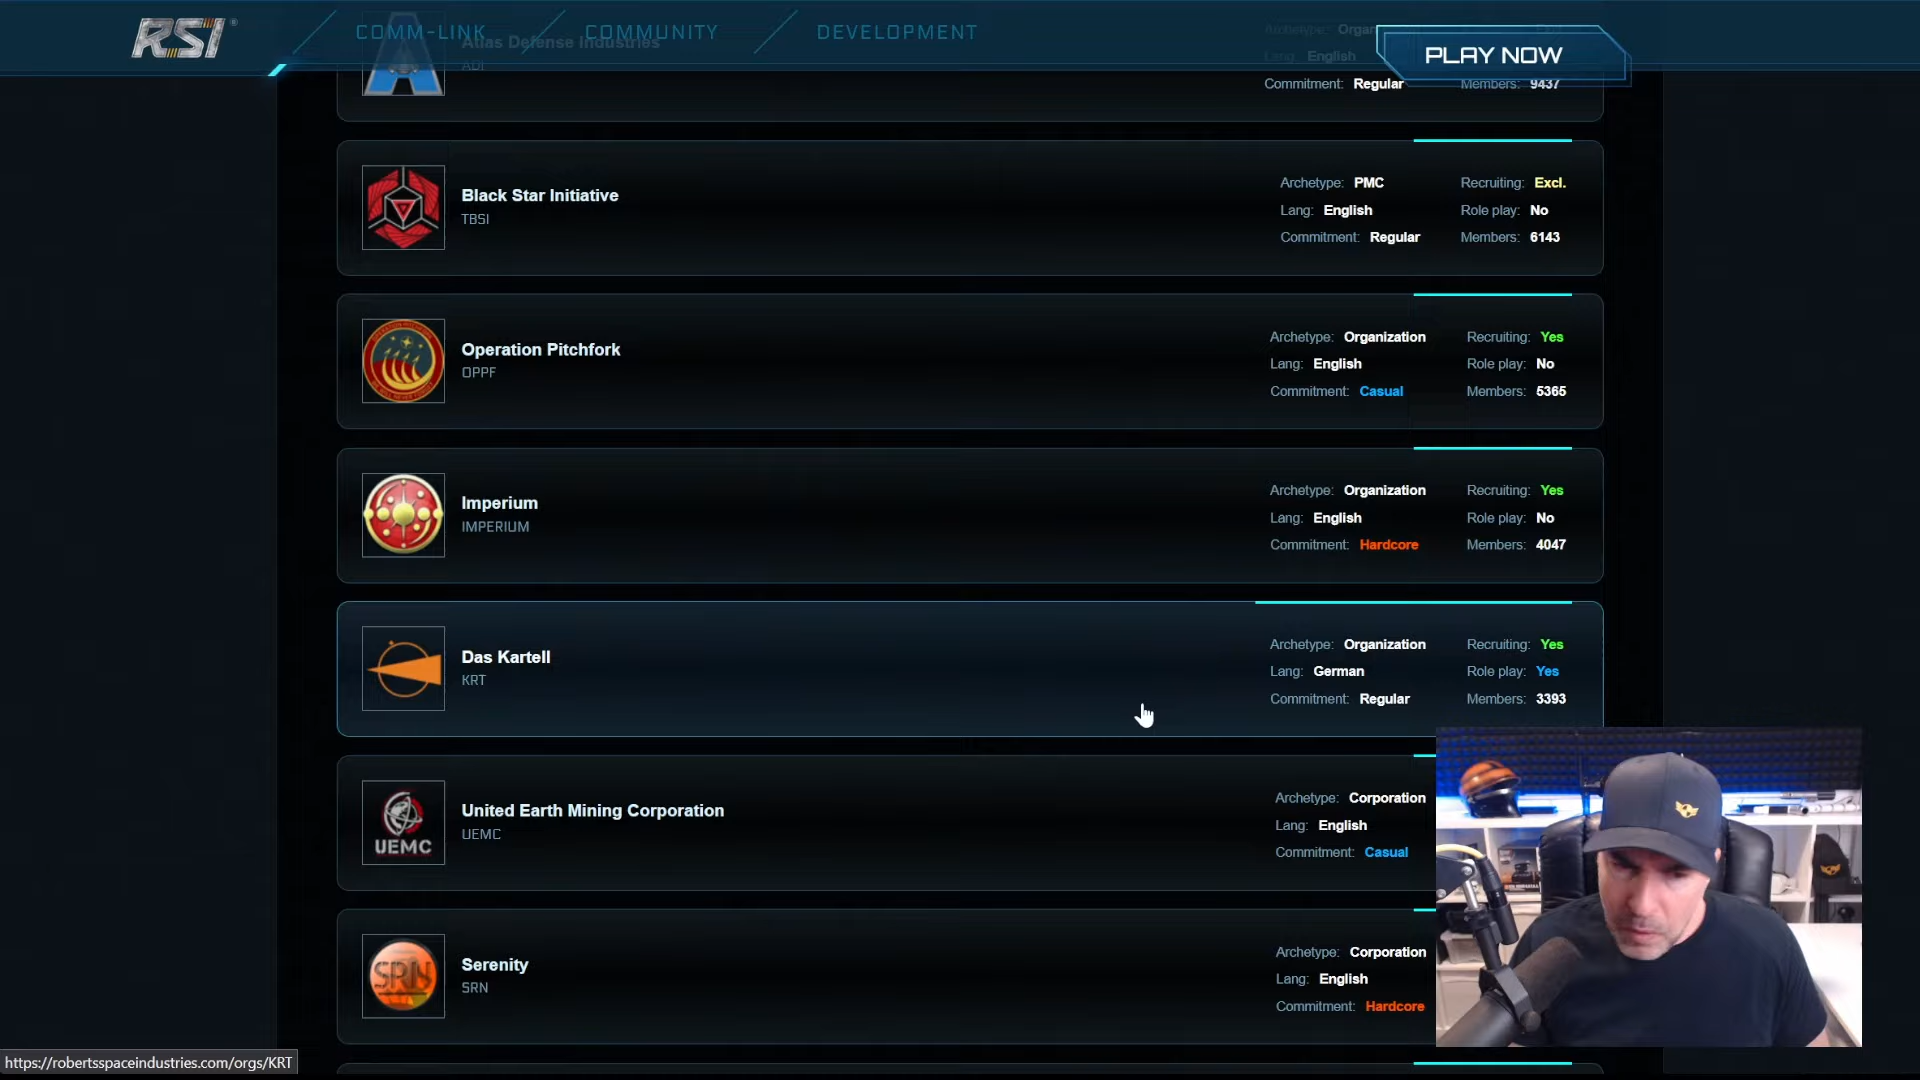 RSI
COMM-LINK
COMMUNITY
DEVELOPMENT
PLAY NOW
Atlas Defense Industries
ADI
Archetype:
Lang: English
Commitment: Regular
Members: 9437
Black Star Initiative
TBSI
Archetype: PMC
Recruiting: Excl.
Lang: English
Role play: No
Commitment: Regular
Members: 6143
Operation Pitchfork
OPPF
Archetype: Organization
Recruiting: Yes
Lang: English
Role play: No
Commitment: Casual
Members: 5365
Imperium
IMPERIUM
Archetype: Organization
Recruiting: Yes
Lang: English
Role play: No
Commitment: Hardcore
Members: 4047
Das Kartell
KRT
Archetype: Organization
Recruiting: Yes
Lang: German
Role play: Yes
Commitment: Regular
Members: 3393
UEMC
United Earth Mining Corporation
UEMC
Archetype: Corporation
Lang: English
Commitment: Casual
SRN
Serenity
SRN
Archetype: Corporation
Lang: English
Commitment: Hardcore
https://robertsspaceindustries.com/orgs/KRT